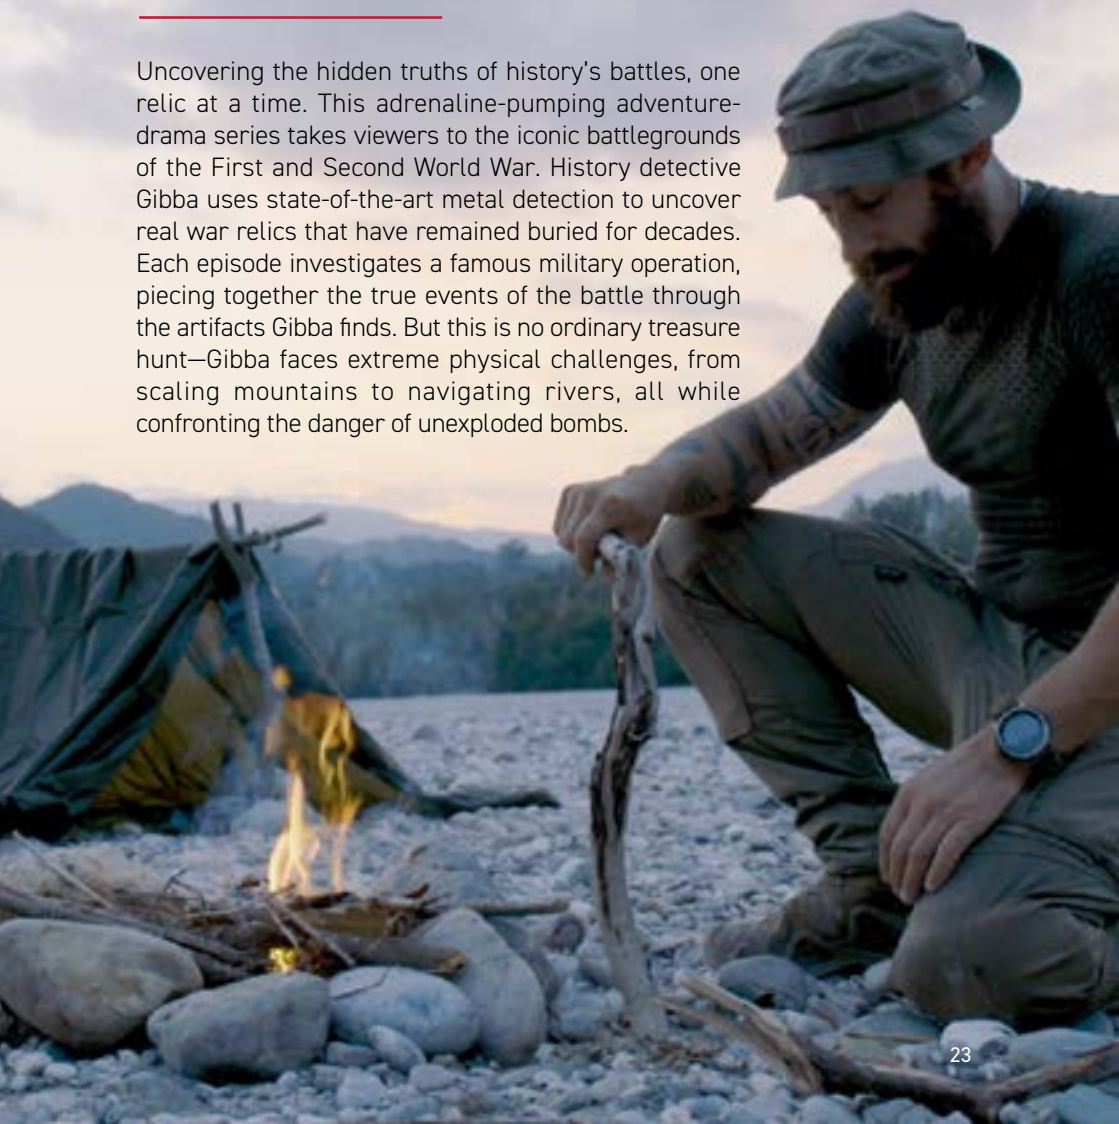 Uncovering the hidden truths of history’s battles, one
relic at a time. This adrenaline-pumping adventure-
drama series takes viewers to the iconic battlegrounds
of the First and Second World War. History detective
Gibba uses state-of-the-art metal detection to uncover
real war relics that have remained buried for decades.
Each episode investigates a famous military operation,
piecing together the true events of the battle through
the artifacts Gibba finds. But this is no ordinary treasure
hunt—Gibba faces extreme physical challenges, from
scaling mountains to navigating rivers, all while
confronting the danger of unexploded bombs.
23